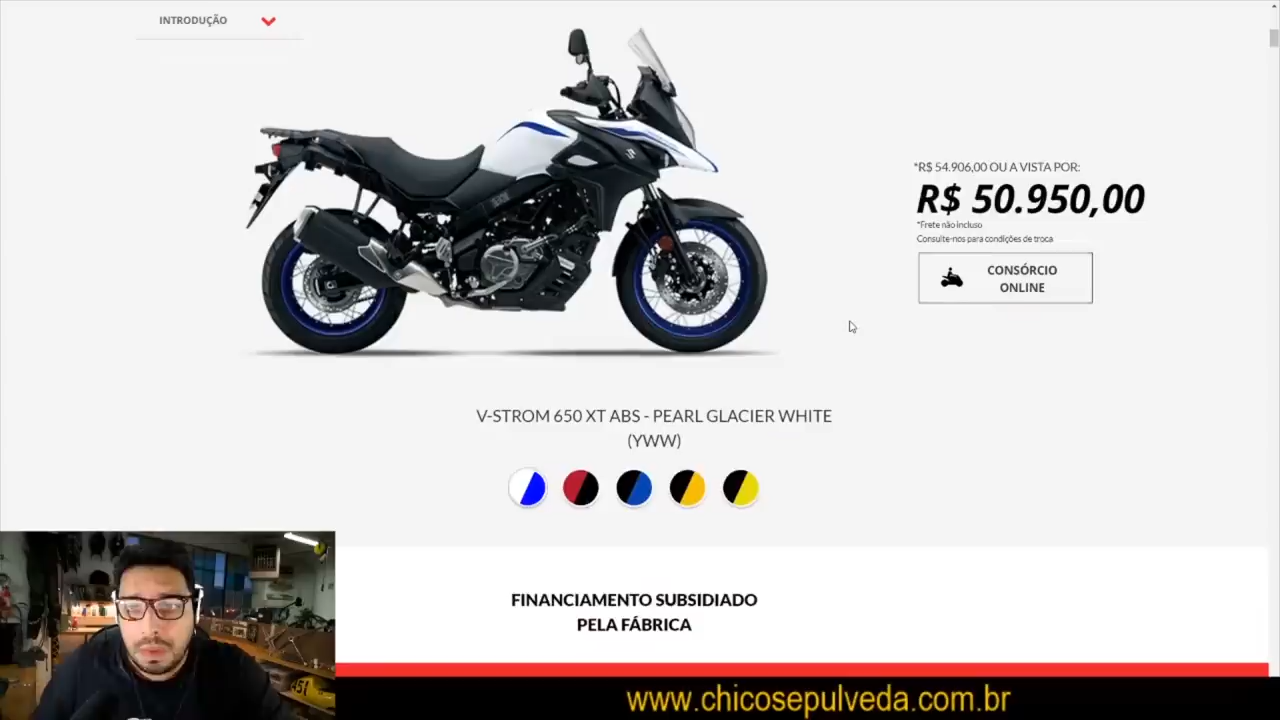 INTRODUÇÃO
*R$ 54.906,00 OU A VISTA POR:
R$ 50.950,00
*Frete não incluso
Consulte-nos para condições de troca
CONSÓRCIO
ONLINE
V-STROM 650 XT ABS - PEARL GLACIER WHITE
(YWW)
FINANCIAMENTO SUBSIDIADO
PELA FÁBRICA
www.chicosepulveda.com.br